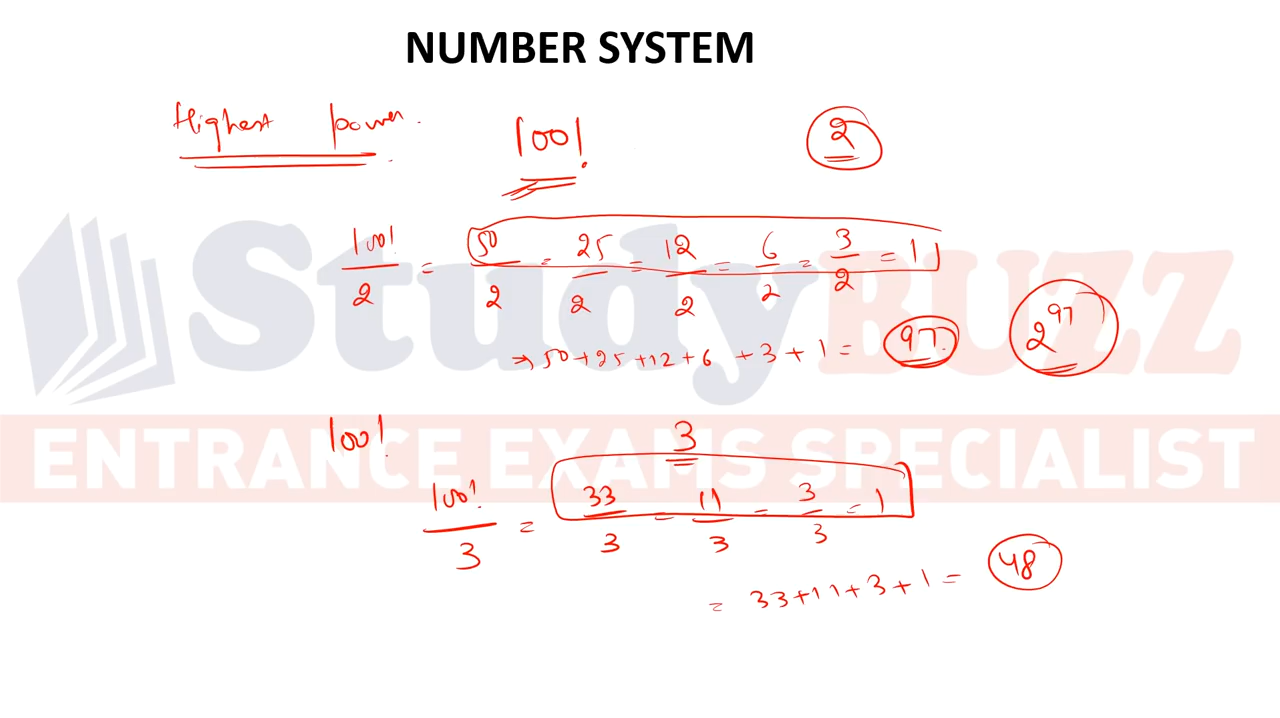 NUMBER SYSTEM
Highest power. 100! 2
100!/2 = 50/2 = 25/2 = 12/2 = 6/2 = 3/2 = 1
⇒ 50+25+12+6+3+1 = 97 2^97
StudyBUZZ
100! 3
ENTRANCE EXAMS SPECIALIST
100!/3 = 33/3 = 11/3 = 3/3 = 1
= 33+11+3+1 = 48